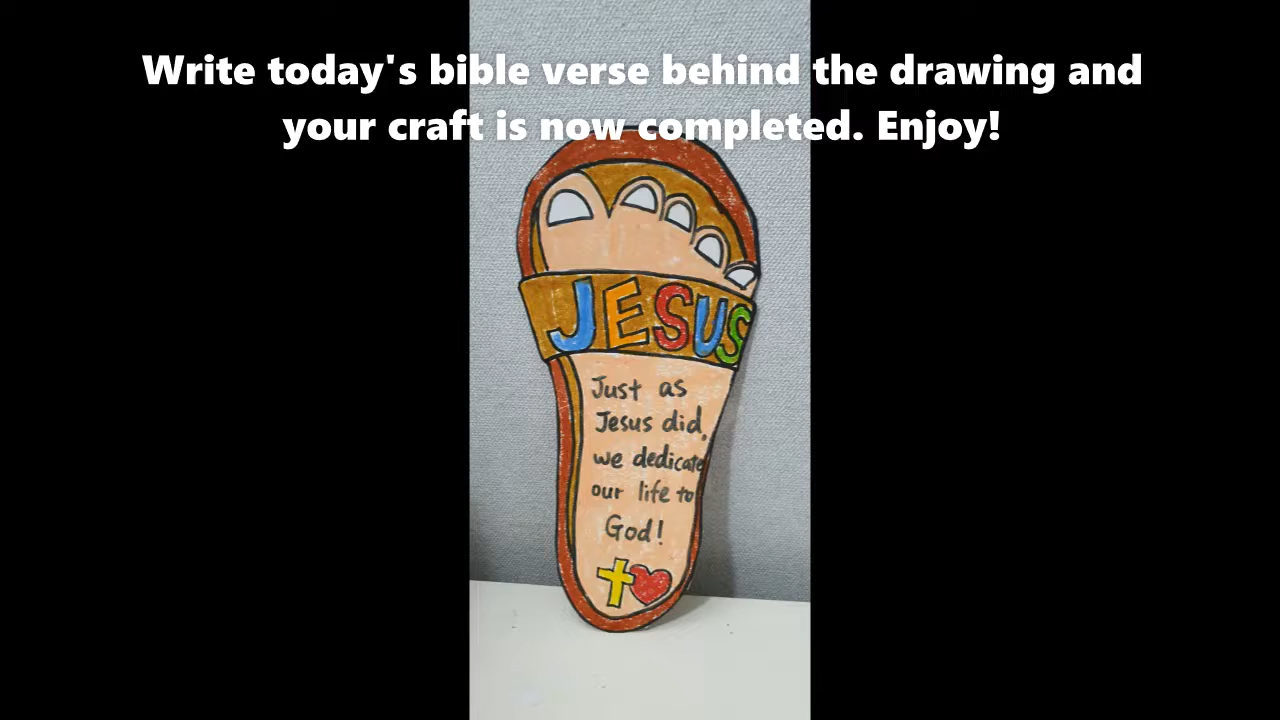 Write today's bible verse behind the drawing and
your craft is now completed. Enjoy!
JESUS
Just as
Jesus did,
we dedicate
our life to
God!